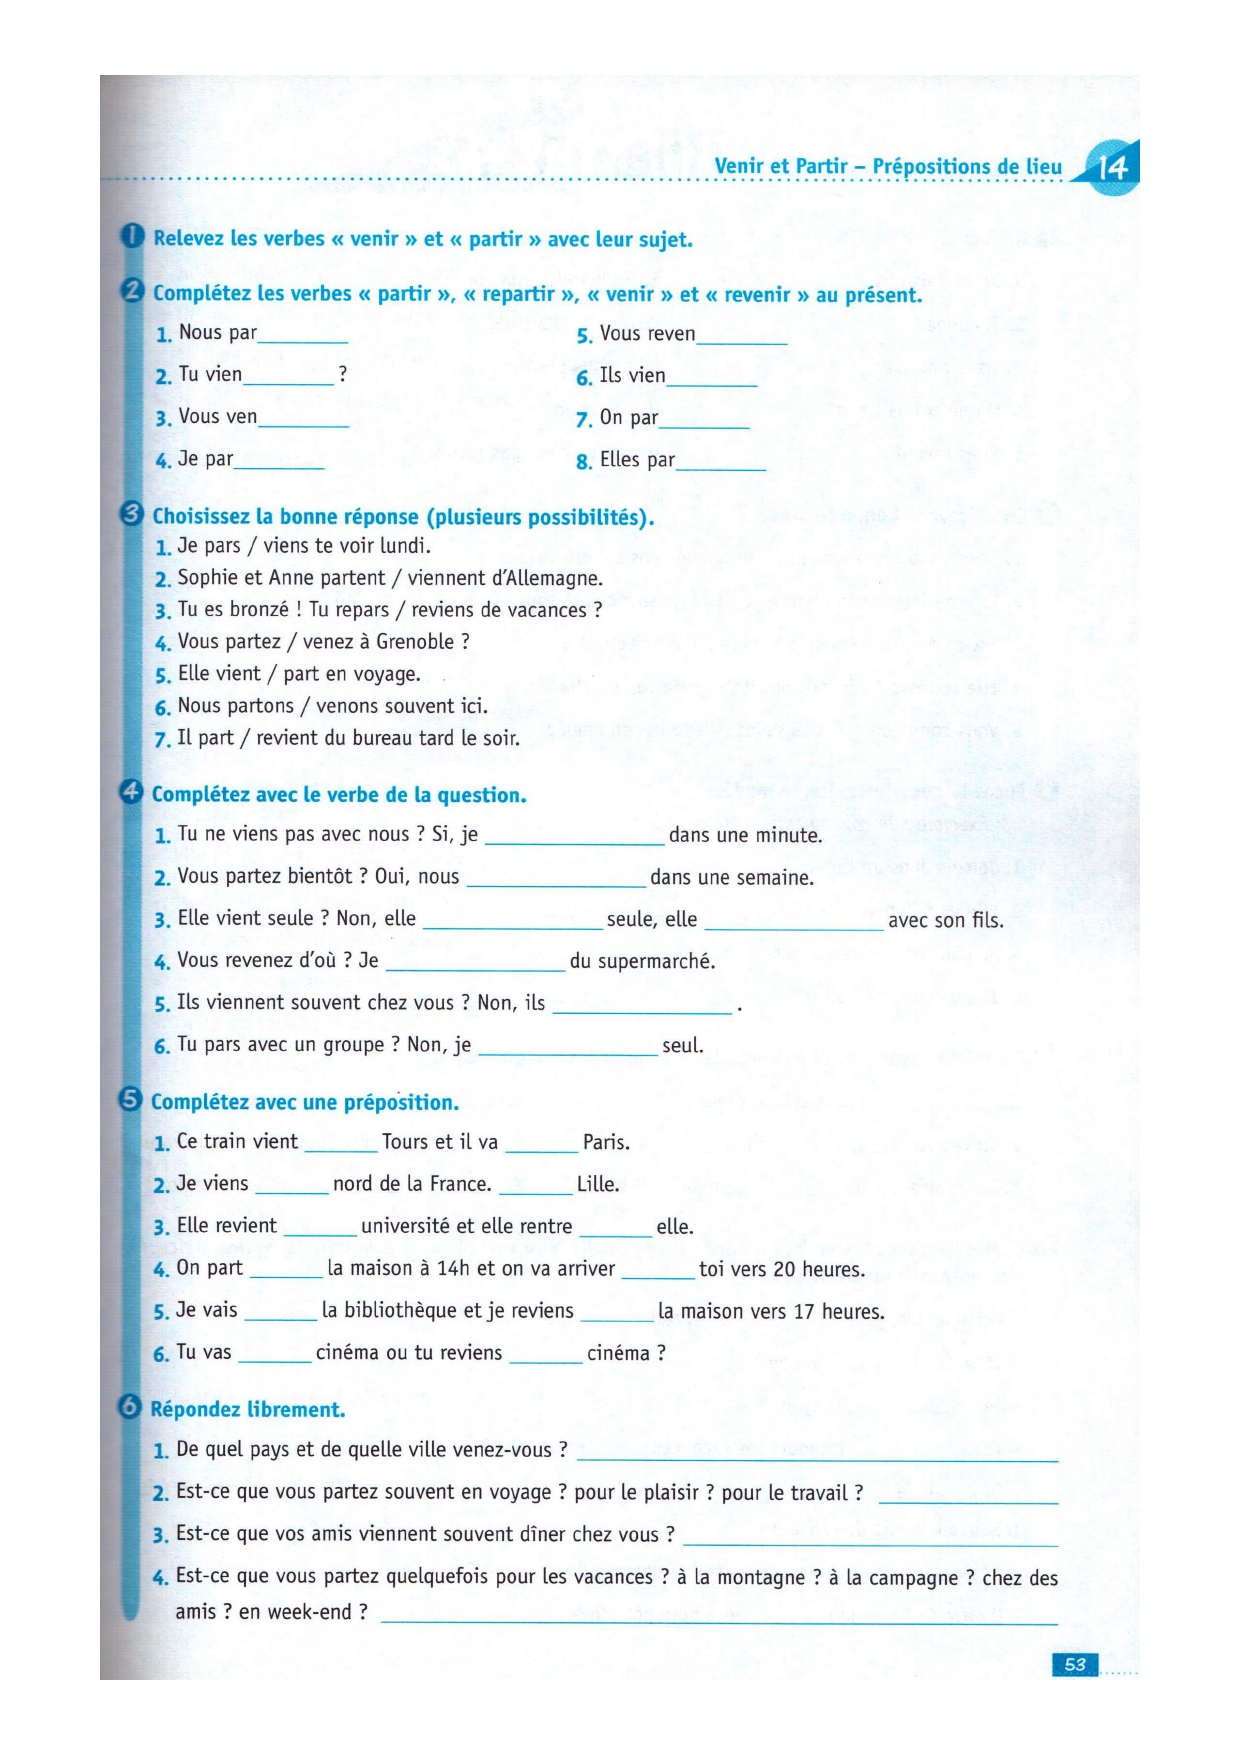 Venir et Partir – Prépositions de lieu 14
1 Relevez les verbes « venir » et « partir » avec leur sujet.
2 Complétez les verbes « partir », « repartir », « venir » et « revenir » au présent.
1. Nous par________
5. Vous reven________
2. Tu vien________ ?
6. Ils vien________
3. Vous ven________
7. On par________
4. Je par________
8. Elles par________
3 Choisissez la bonne réponse (plusieurs possibilités).
1. Je pars / viens te voir lundi.
2. Sophie et Anne partent / viennent d'Allemagne.
3. Tu es bronzé ! Tu repars / reviens de vacances ?
4. Vous partez / venez à Grenoble ?
5. Elle vient / part en voyage.
6. Nous partons / venons souvent ici.
7. Il part / revient du bureau tard le soir.
4 Complétez avec le verbe de la question.
1. Tu ne viens pas avec nous ? Si, je ________________ dans une minute.
2. Vous partez bientôt ? Oui, nous ________________ dans une semaine.
3. Elle vient seule ? Non, elle ________________ seule, elle ________________ avec son fils.
4. Vous revenez d'où ? Je ________________ du supermarché.
5. Ils viennent souvent chez vous ? Non, ils ________________ .
6. Tu pars avec un groupe ? Non, je ________________ seul.
5 Complétez avec une préposition.
1. Ce train vient ______ Tours et il va ______ Paris.
2. Je viens ______ nord de la France. ______ Lille.
3. Elle revient ______ université et elle rentre ______ elle.
4. On part ______ la maison à 14h et on va arriver ______ toi vers 20 heures.
5. Je vais ______ la bibliothèque et je reviens ______ la maison vers 17 heures.
6. Tu vas ______ cinéma ou tu reviens ______ cinéma ?
6 Répondez librement.
1. De quel pays et de quelle ville venez-vous ? ________________
2. Est-ce que vous partez souvent en voyage ? pour le plaisir ? pour le travail ? ________________
3. Est-ce que vos amis viennent souvent dîner chez vous ? ________________
4. Est-ce que vous partez quelquefois pour les vacances ? à la montagne ? à la campagne ? chez des
amis ? en week-end ? ________________
53